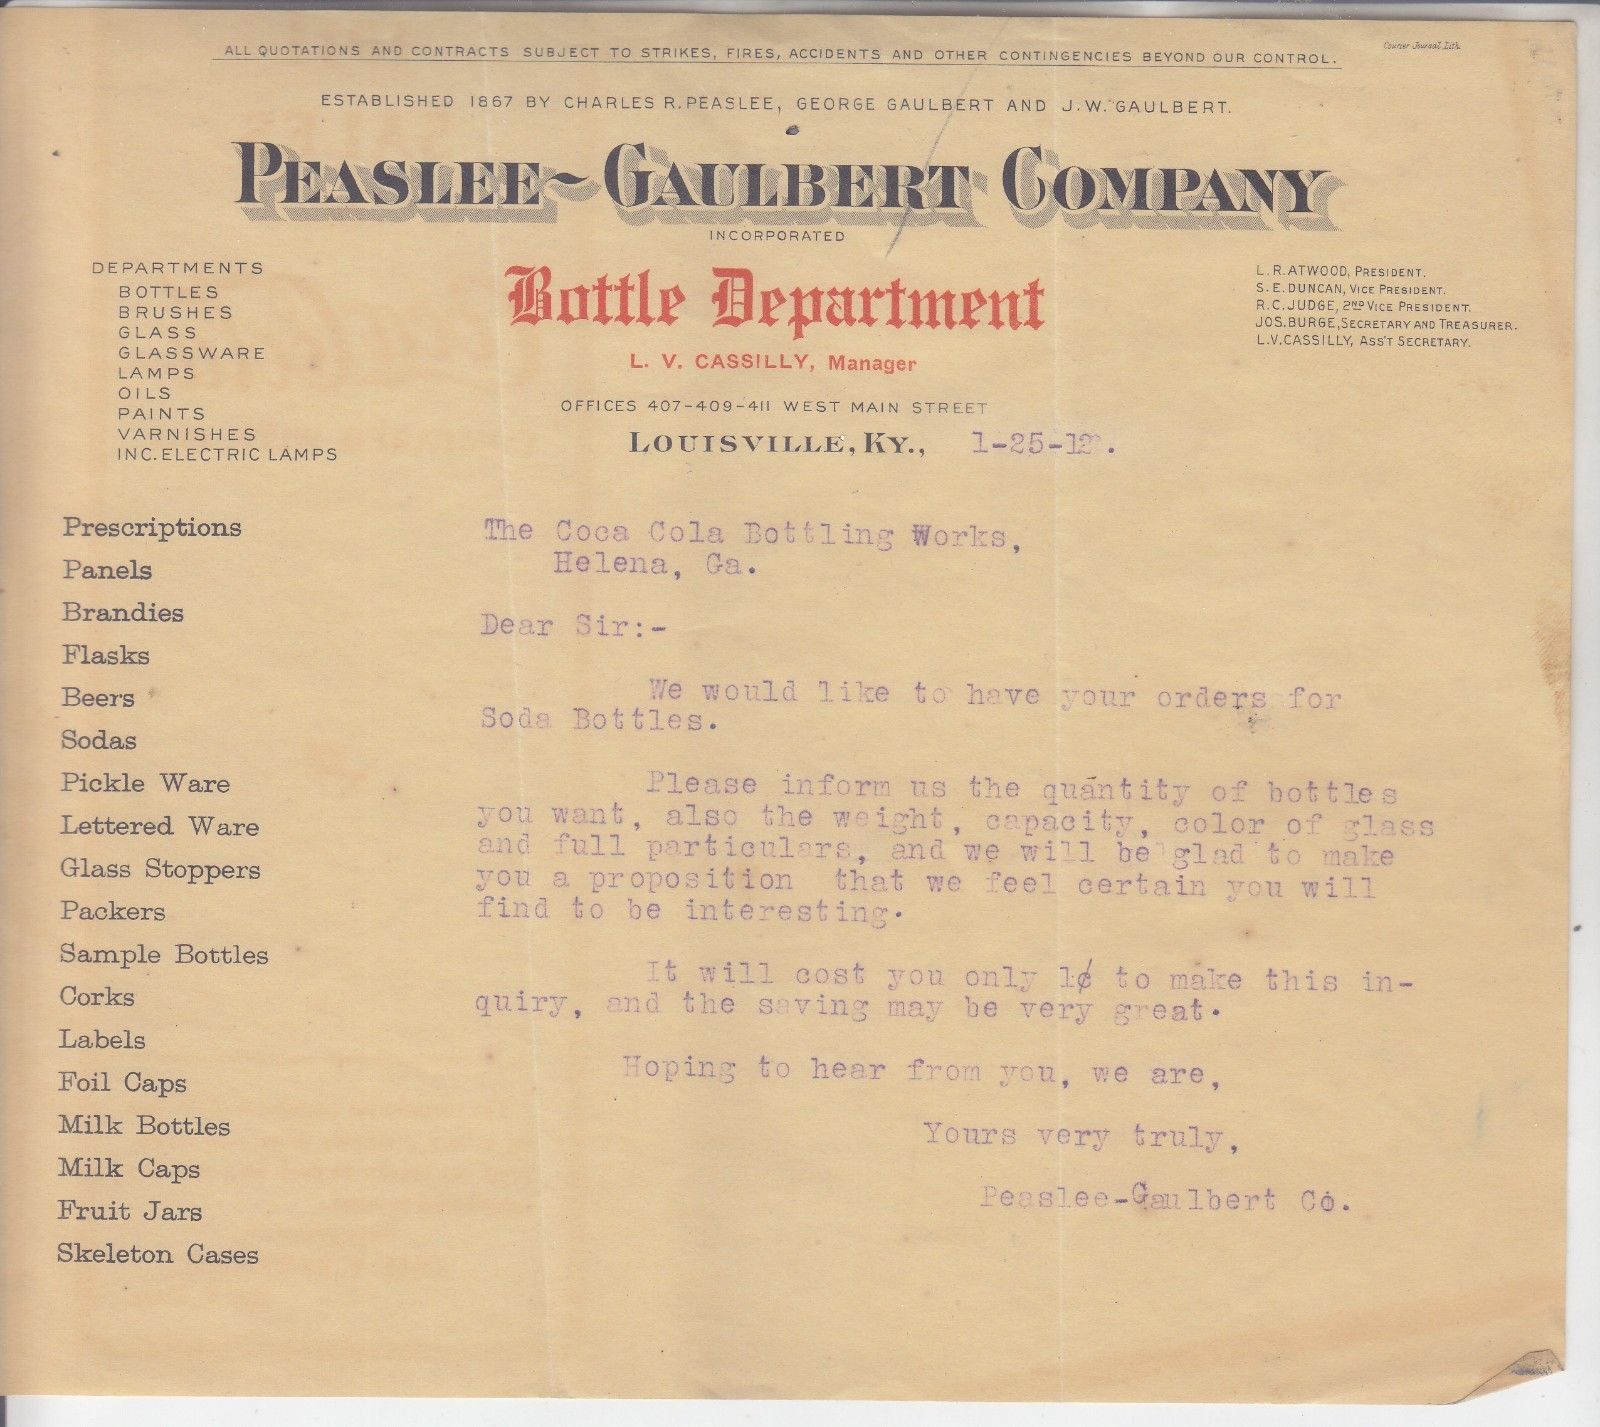 ALL QUOTATIONS AND CONTRACTS SUBJECT TO STRIKES, FIRES, ACCIDENTS AND OTHER CONTINGENCIES BEYOND OUR CONTROL.
Courier Journal Lith.
ESTABLISHED 1867 BY CHARLES R. PEASLEE, GEORGE GAULBERT AND J.W. GAULBERT.
PEASLEE~GAULBERT COMPANY
INCORPORATED
DEPARTMENTS
BOTTLES
BRUSHES
GLASS
GLASSWARE
LAMPS
OILS
PAINTS
VARNISHES
INC. ELECTRIC LAMPS
Bottle Department
L. V. CASSILLY, Manager
OFFICES 407-409-411 WEST MAIN STREET
LOUISVILLE, KY., 1-25-12.
L.R. ATWOOD, PRESIDENT.
S.E. DUNCAN, VICE PRESIDENT.
R.C. JUDGE, 2ND VICE PRESIDENT.
JOS. BURGE, SECRETARY AND TREASURER.
L.V. CASSILLY, ASS'T SECRETARY.
Prescriptions
Panels
Brandies
Flasks
Beers
Sodas
Pickle Ware
Lettered Ware
Glass Stoppers
Packers
Sample Bottles
Corks
Labels
Foil Caps
Milk Bottles
Milk Caps
Fruit Jars
Skeleton Cases
The Coca Cola Bottling Works,
Helena, Ga.
Dear Sir:-
We would like to have your orders for
Soda Bottles.
Please inform us the quantity of bottles
you want, also the weight, capacity, color of glass
and full particulars, and we will be glad to make
you a proposition that we feel certain you will
find to be interesting.
It will cost you only 1¢ to make this in-
quiry, and the saving may be very great.
Hoping to hear from you, we are,
Yours very truly,
Peaslee-Gaulbert Co.